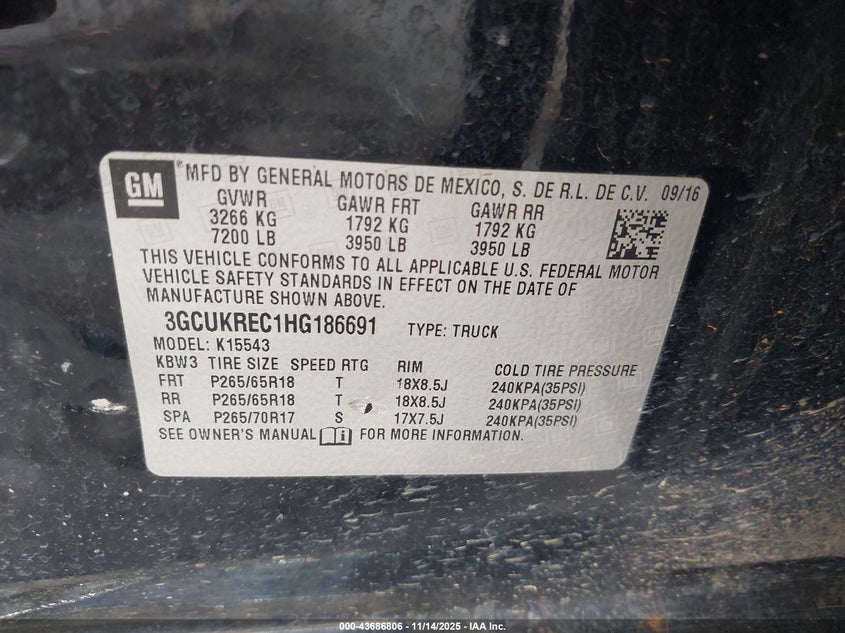 GM
MFD BY GENERAL MOTORS DE MEXICO, S. DE R.L. DE C.V. 09/16
GVWR GAWR FRT GAWR RR
3266 KG 1792 KG 1792 KG
7200 LB 3950 LB 3950 LB
THIS VEHICLE CONFORMS TO ALL APPLICABLE U.S. FEDERAL MOTOR
VEHICLE SAFETY STANDARDS IN EFFECT ON THE DATE OF
MANUFACTURE SHOWN ABOVE.
3GCUKREC1HG186691 TYPE: TRUCK
MODEL: K15543
KBW3 TIRE SIZE SPEED RTG RIM COLD TIRE PRESSURE
FRT P265/65R18 T 18X8.5J 240KPA(35PSI)
RR P265/65R18 T 18X8.5J 240KPA(35PSI)
SPA P265/70R17 S 17X7.5J 240KPA(35PSI)
SEE OWNER'S MANUAL FOR MORE INFORMATION.
000-43686806 - 11/14/2025 - IAA Inc.